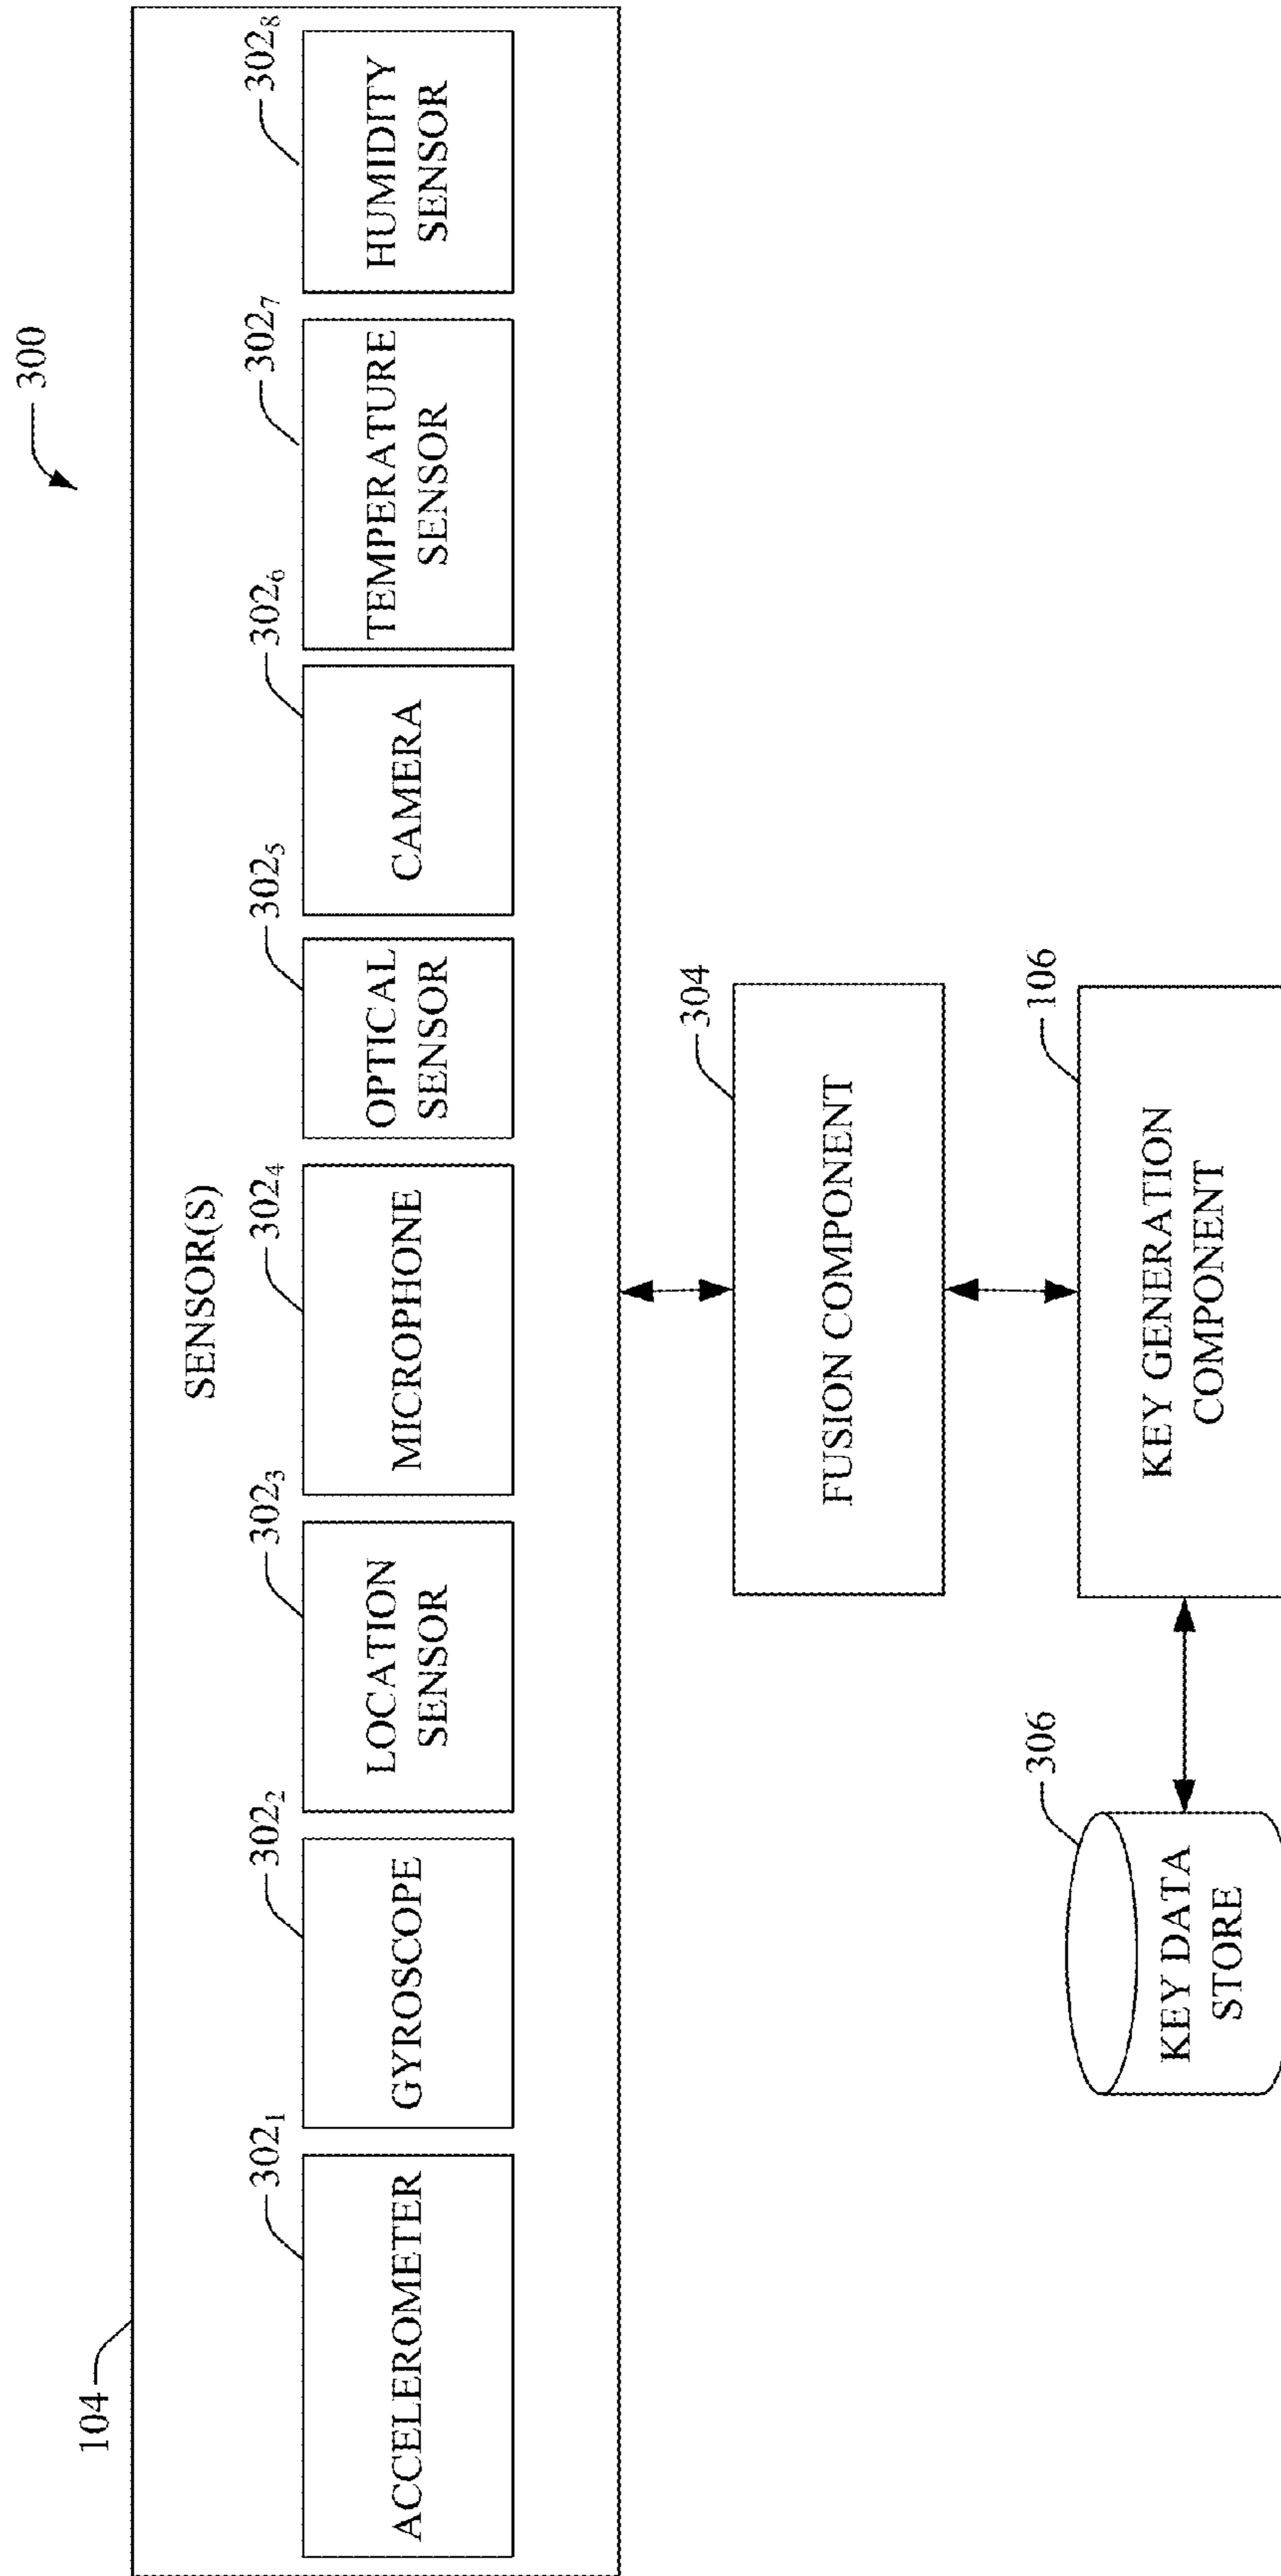 300
104
SENSOR(S)
302₁
302₂
302₃
302₄
302₅
302₆
302₇
302₈
ACCELEROMETER
GYROSCOPE
LOCATION
SENSOR
MICROPHONE
OPTICAL
SENSOR
CAMERA
TEMPERATURE
SENSOR
HUMIDITY
SENSOR
304
FUSION COMPONENT
306
KEY DATA
STORE
106
KEY GENERATION
COMPONENT